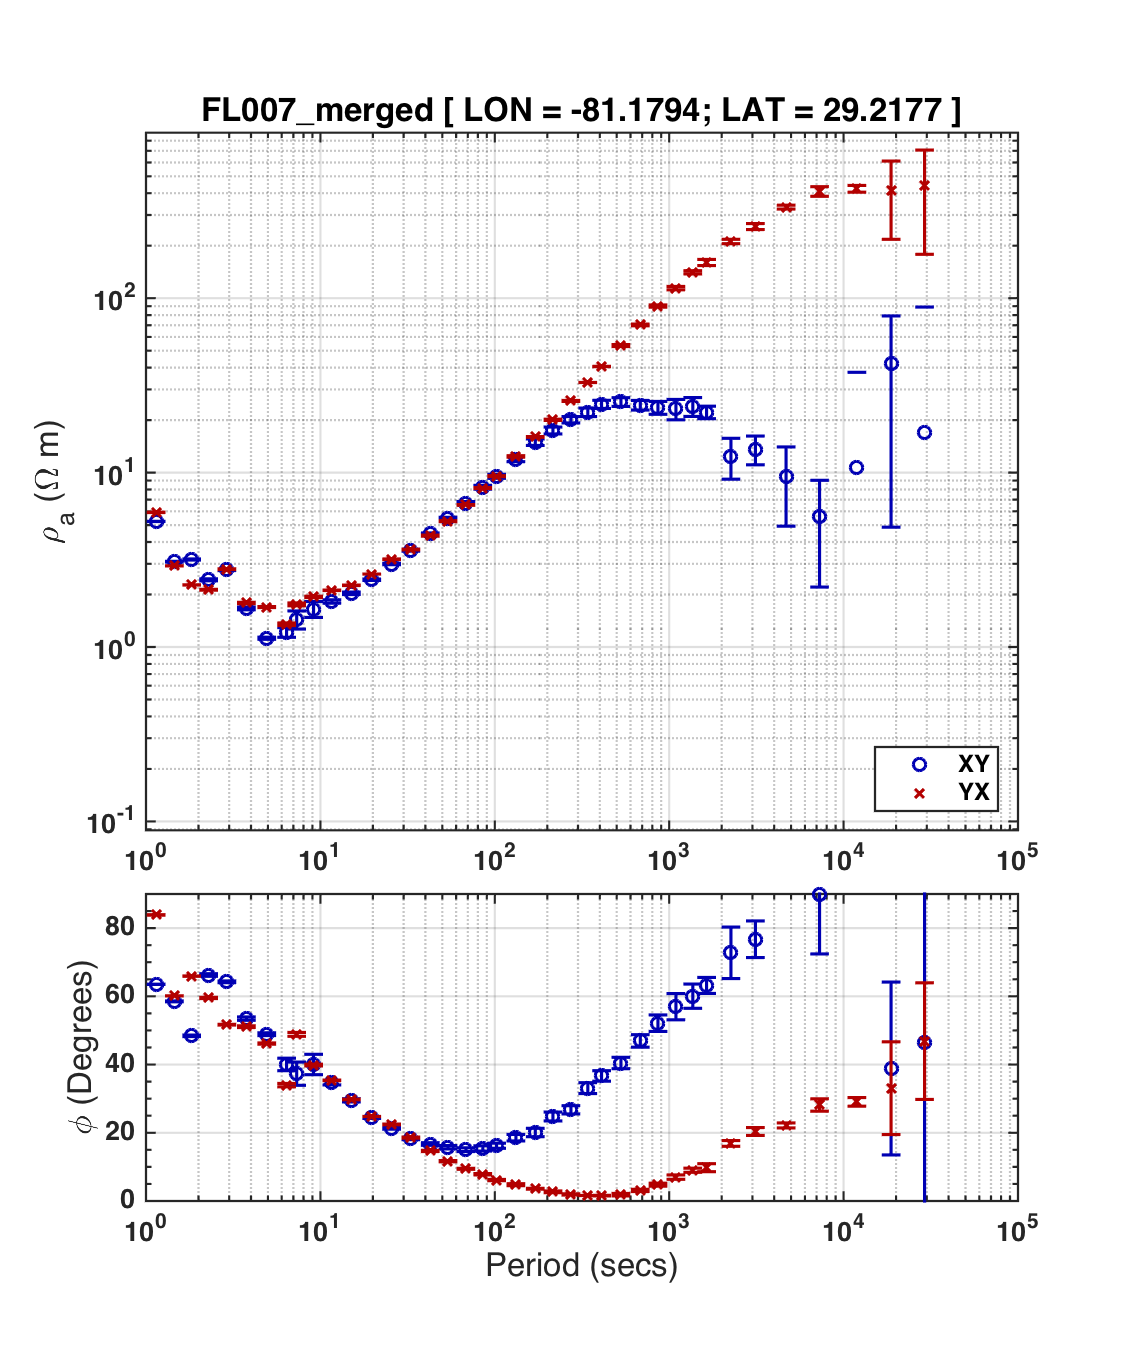 FL007_merged [ LON = -81.1794; LAT = 29.2177 ]
ρa (Ω m)
10²
10¹
10⁰
10⁻¹
XY
YX
10⁰ 10¹ 10² 10³ 10⁴ 10⁵
φ (Degrees)
80
60
40
20
0
10⁰ 10¹ 10² 10³ 10⁴ 10⁵
Period (secs)